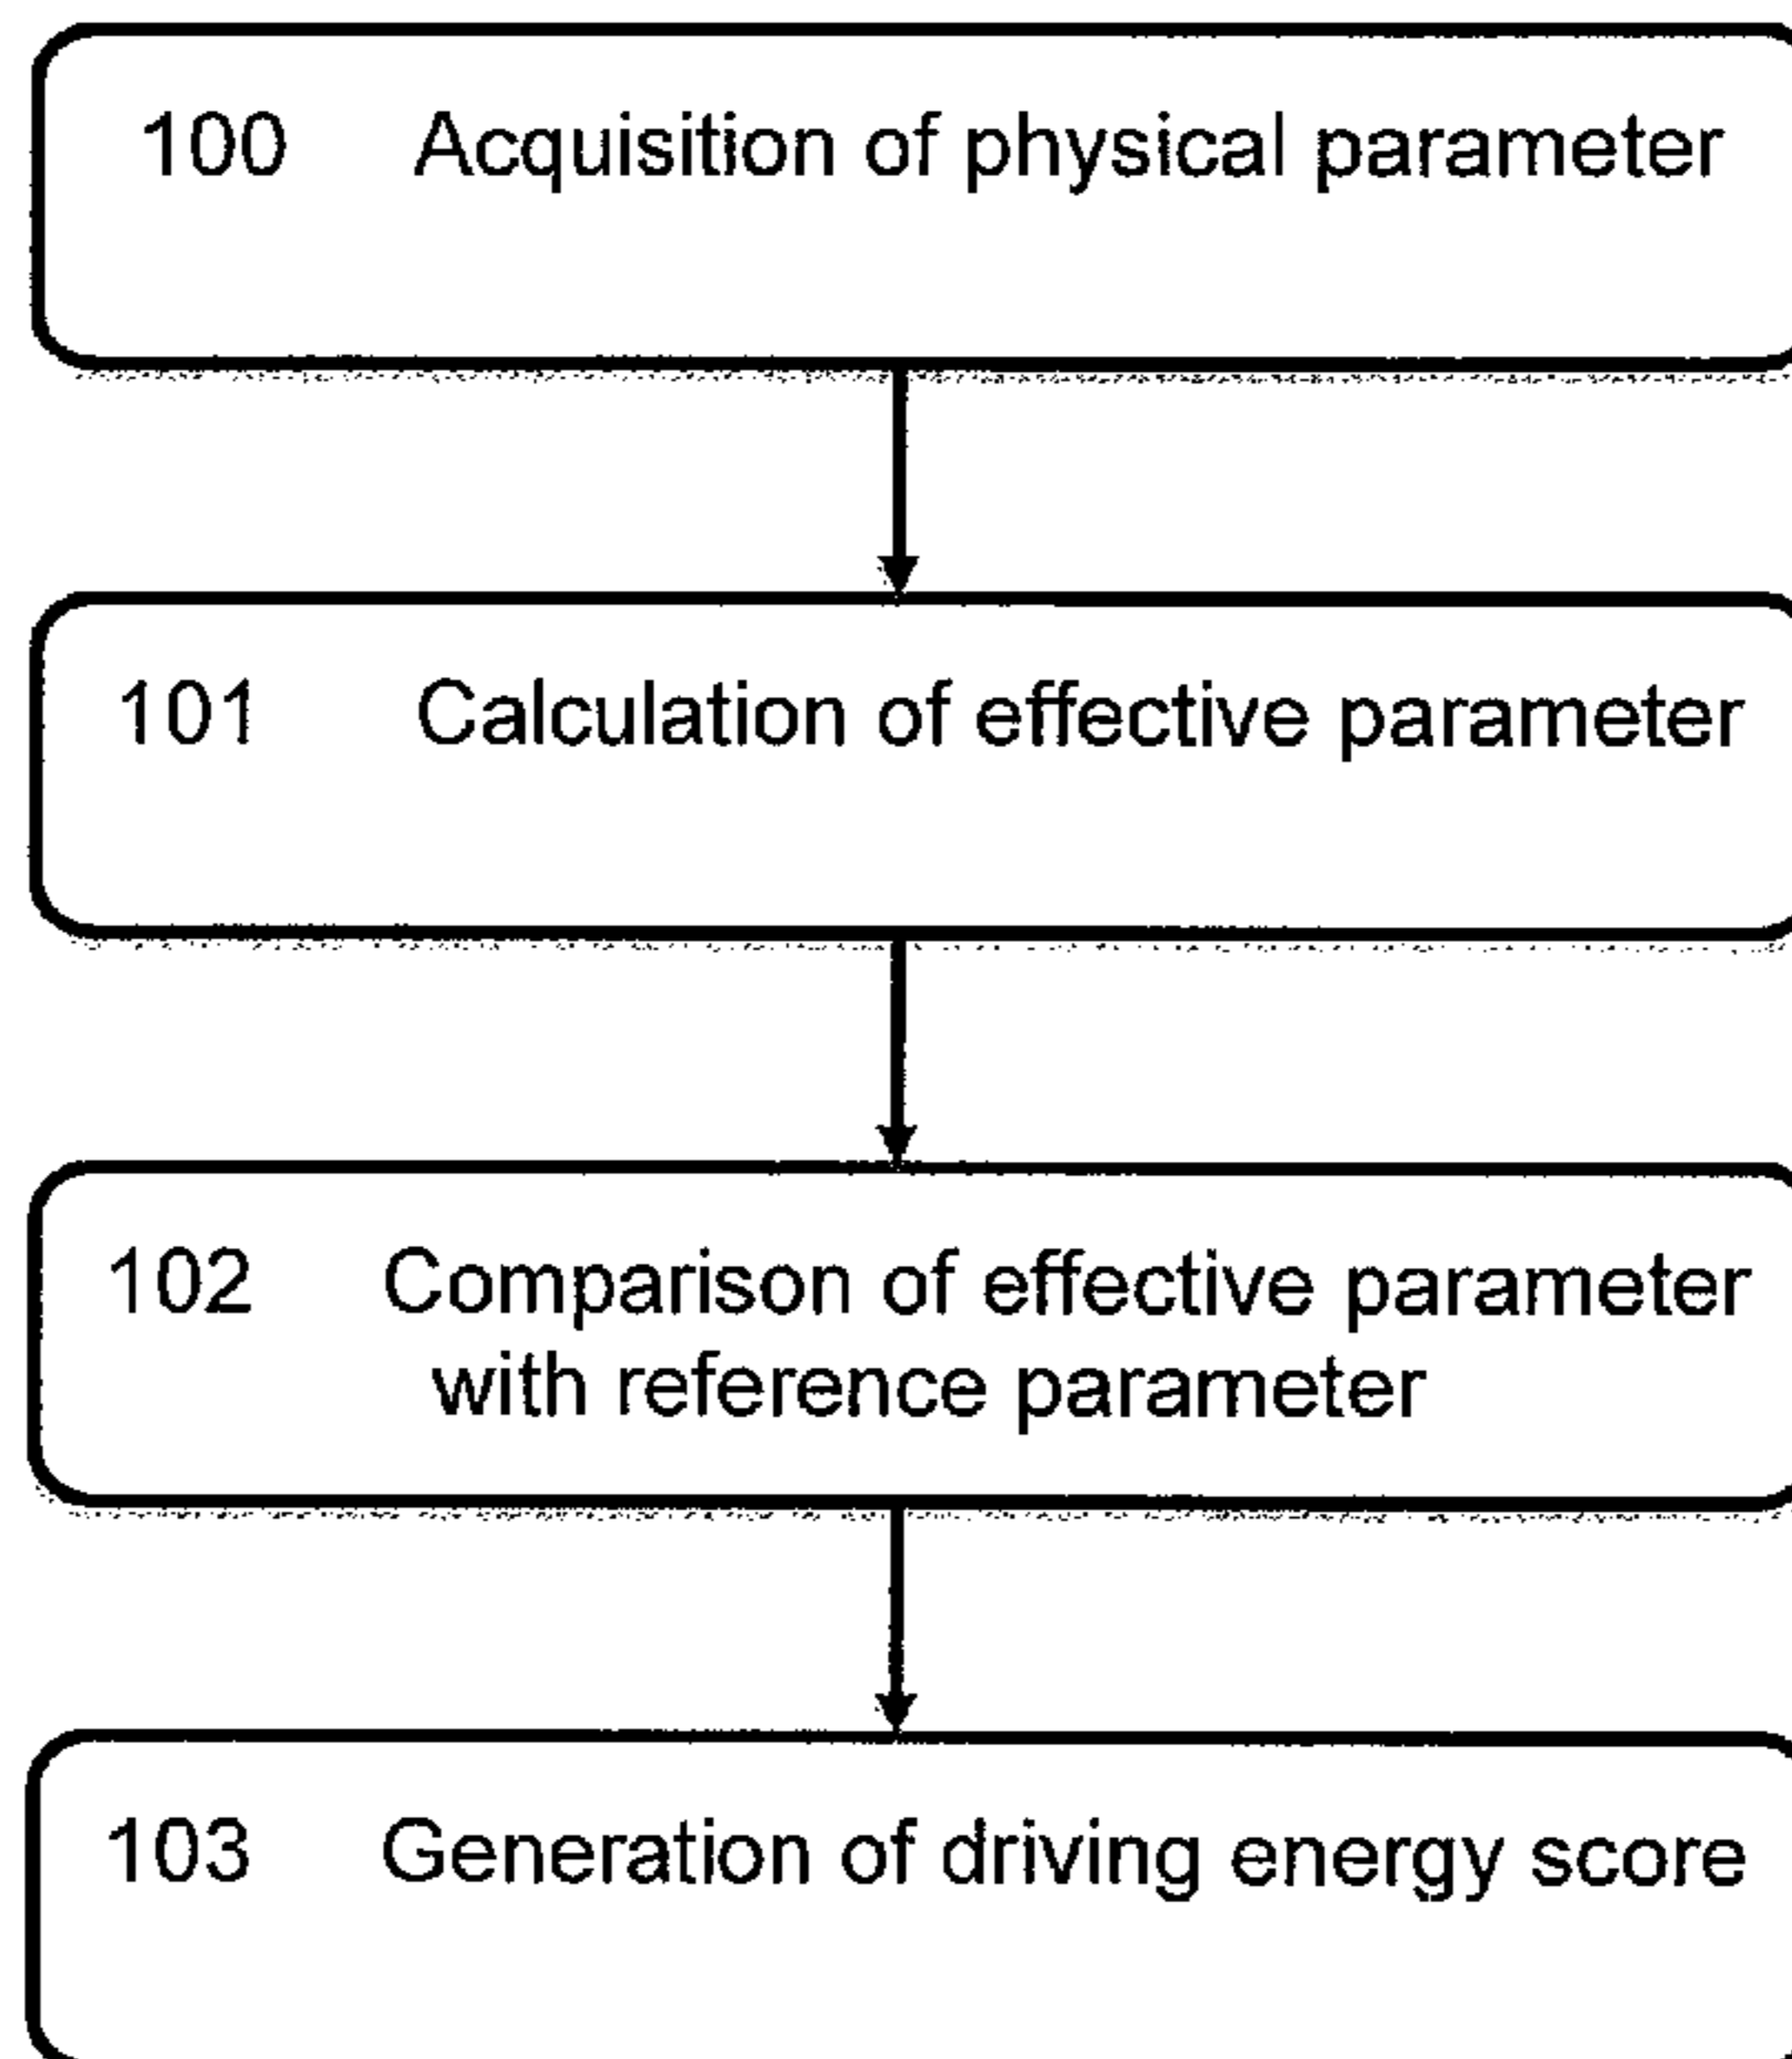 100 Acquisition of physical parameter
101 Calculation of effective parameter
102 Comparison of effective parameter
with reference parameter
103 Generation of driving energy score